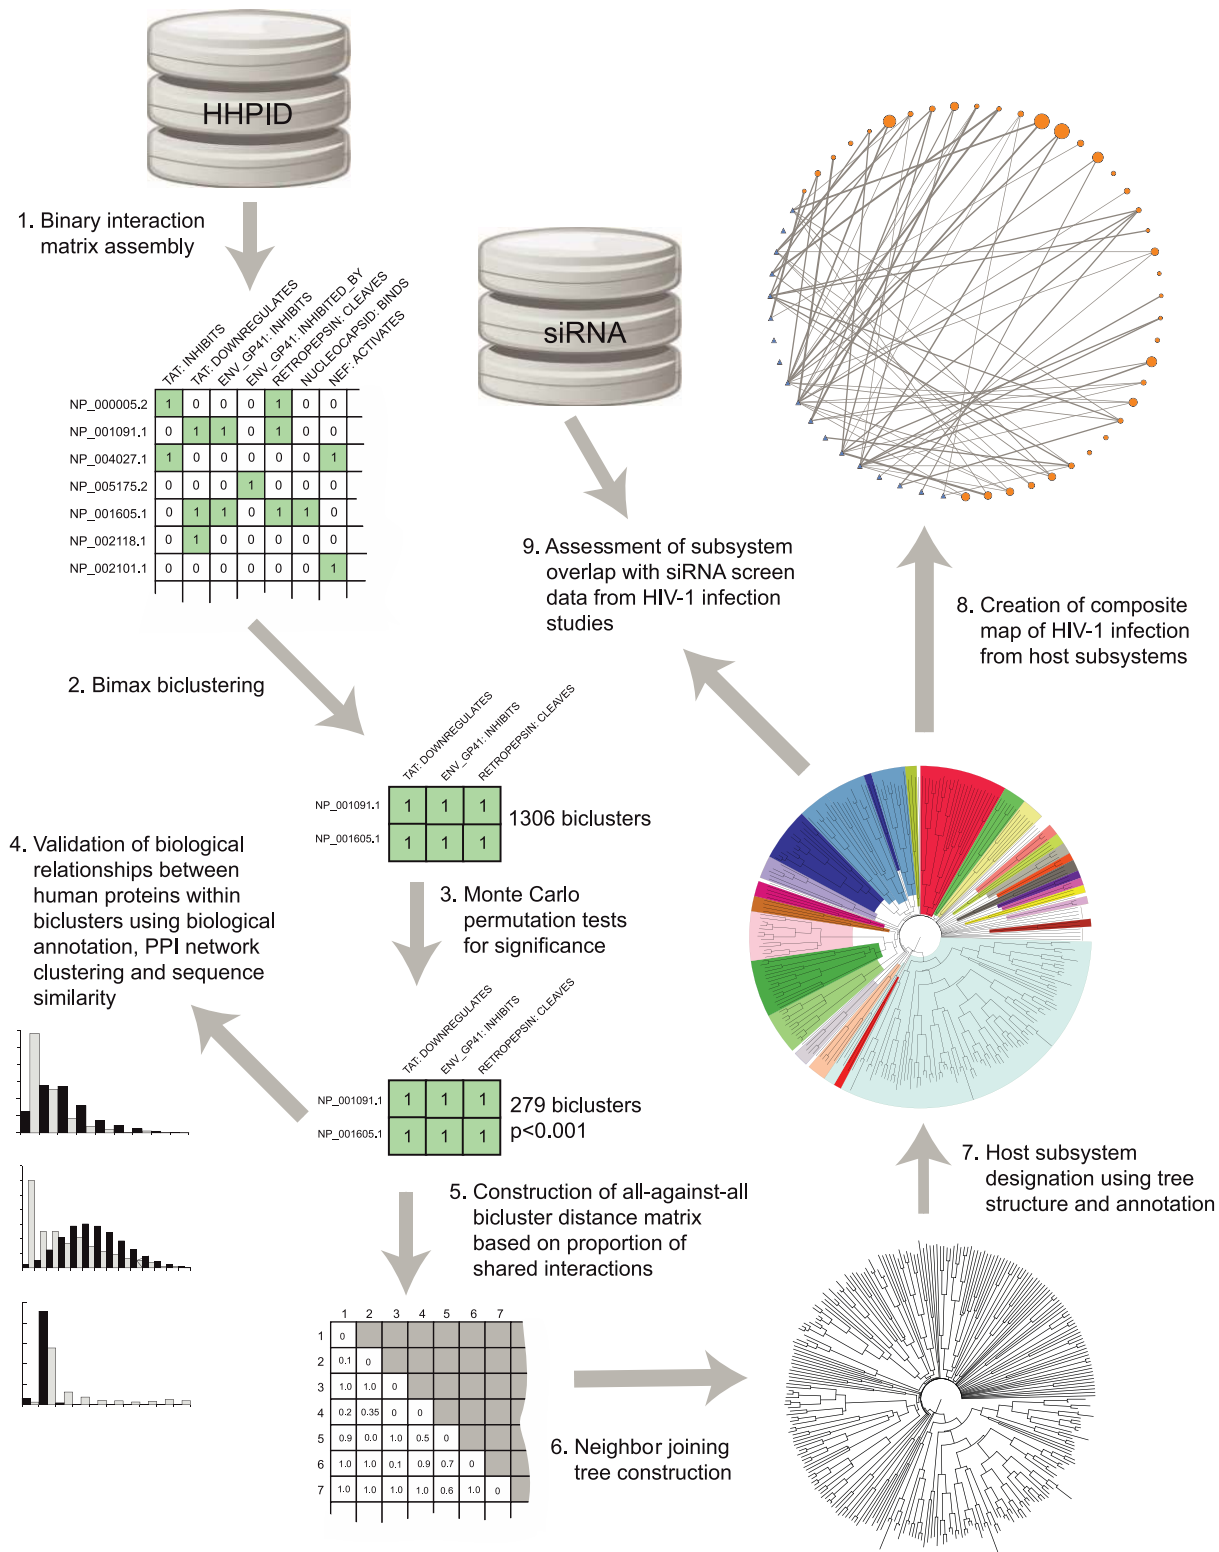 HHPID
1. Binary interaction
matrix assembly
TAT: INHIBITS
TAT: DOWNREGULATES
ENV_GP41: INHIBITS
ENV_GP41: INHIBITED_BY
RETROPEPSIN: CLEAVES
NUCLEOCAPSID: BINDS
NEF: ACTIVATES
NP_000005.2 1 0 0 0 1 0 0
NP_001091.1 0 1 1 0 1 0 0
NP_004027.1 1 0 0 0 0 0 1
NP_005175.2 0 0 0 1 0 0 0
NP_001605.1 0 1 1 0 1 1 0
NP_002118.1 0 1 0 0 0 0 0
NP_002101.1 0 0 0 0 0 0 1
siRNA
2. Bimax biclustering
TAT: DOWNREGULATES
ENV_GP41: INHIBITS
RETROPEPSIN: CLEAVES
NP_001091.1 1 1 1
NP_001605.1 1 1 1
1306 biclusters
3. Monte Carlo
permutation tests
for significance
TAT: DOWNREGULATES
ENV_GP41: INHIBITS
RETROPEPSIN: CLEAVES
NP_001091.1 1 1 1
NP_001605.1 1 1 1
279 biclusters
p<0.001
4. Validation of biological
relationships between
human proteins within
biclusters using biological
annotation, PPI network
clustering and sequence
similarity
5. Construction of all-against-all
bicluster distance matrix
based on proportion of
shared interactions
1 2 3 4 5 6 7
1 0
2 0.1 0
3 1.0 1.0 0
4 0.2 0.35 0 0
5 0.9 0.0 1.0 0.5 0
6 1.0 1.0 0.1 0.9 0.7 0
7 1.0 1.0 1.0 1.0 0.6 1.0 0
6. Neighbor joining
tree construction
7. Host subsystem
designation using tree
structure and annotation
8. Creation of composite
map of HIV-1 infection
from host subsystems
9. Assessment of subsystem
overlap with siRNA screen
data from HIV-1 infection
studies